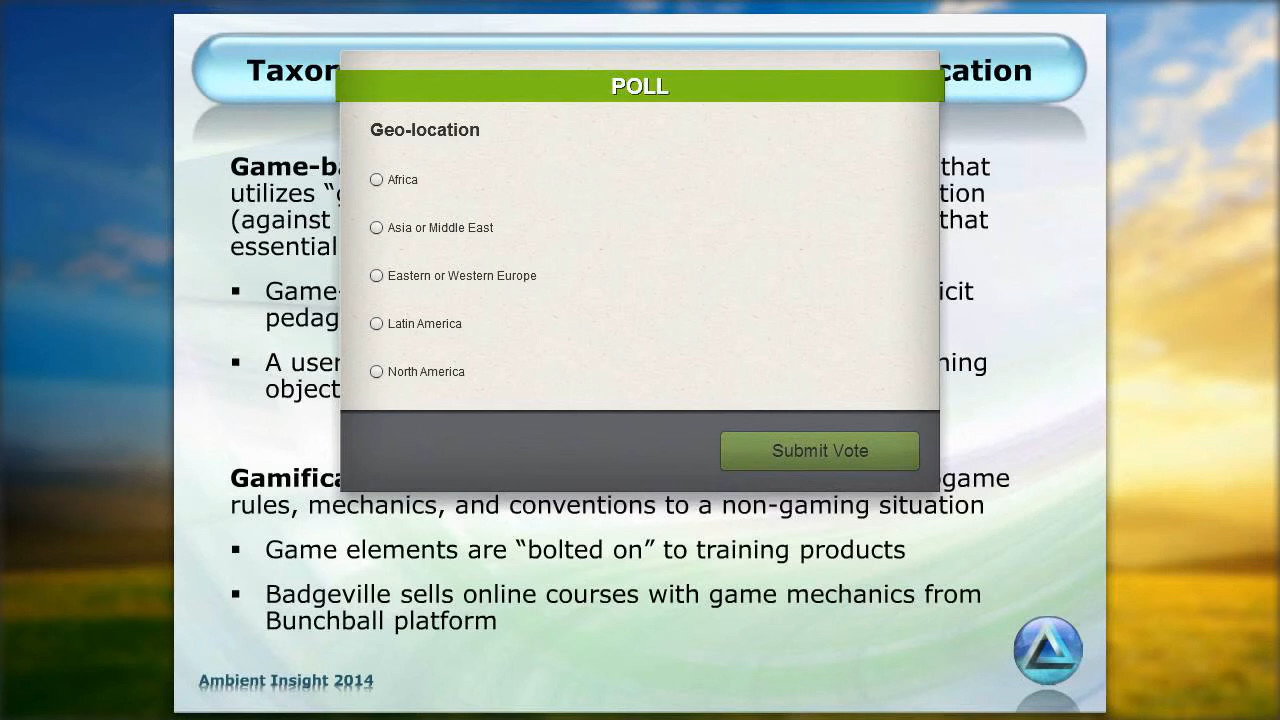 Taxon cation
POLL
Geo-location
Africa
Asia or Middle East
Eastern or Western Europe
Latin America
North America
Submit Vote
Game-ba that
utilizes “g tion
(against that
essential
Game- icit
pedag
A user ning
object
Gamifica game
rules, mechanics, and conventions to a non-gaming situation
Game elements are “bolted on” to training products
Badgeville sells online courses with game mechanics from
Bunchball platform
Ambient Insight 2014